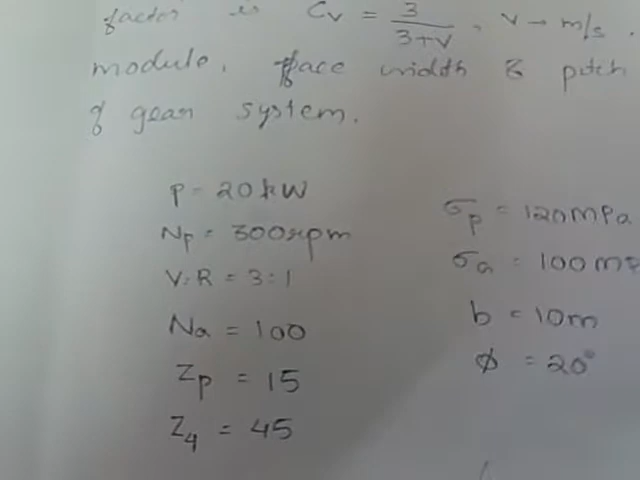 factor is Cv = 3/3+v, v → m/s.
module, face width & pitch
of gear system.
P = 20kW
Np = 300rpm
V.R = 3:1
Na = 100
Zp = 15
Z4 = 45
σp = 120MPa
σa = 100MP
b = 10m
φ = 20°